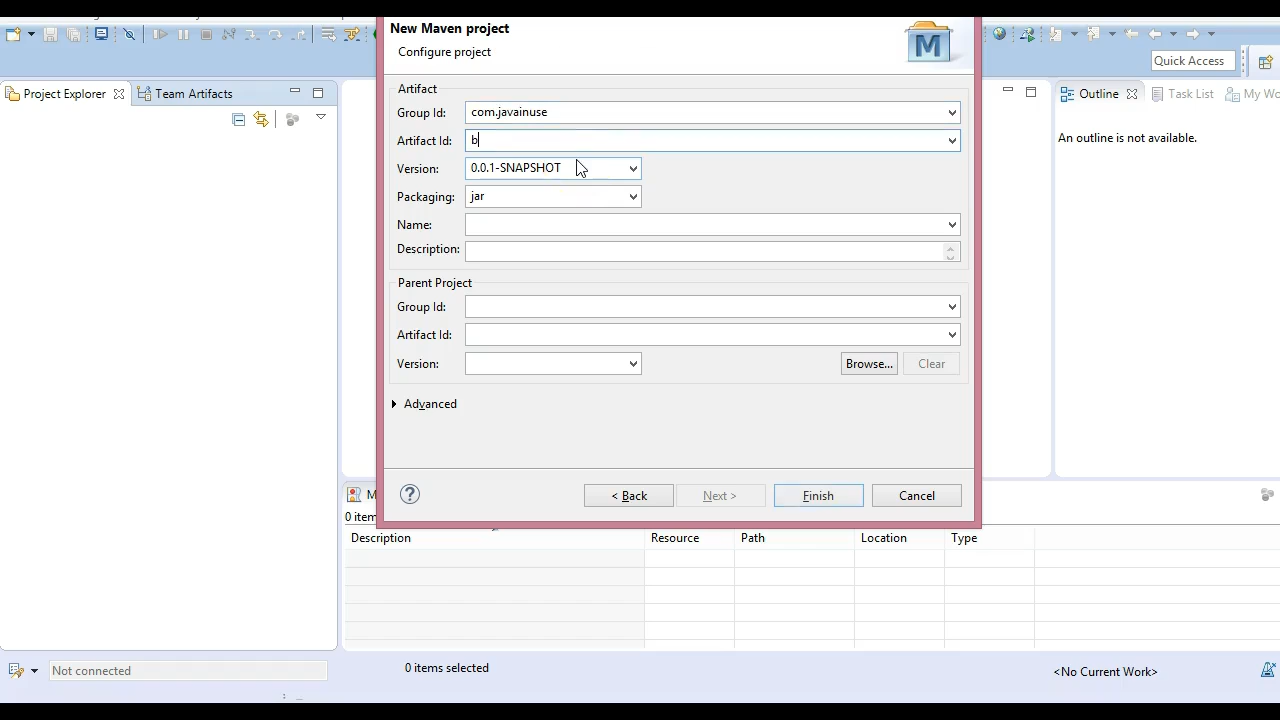 New Maven project
Configure project
M
Quick Access
Project Explorer
Team Artifacts
Outline
Task List
My Wo
An outline is not available.
Artifact
Group Id: com.javainuse
Artifact Id: b
Version: 0.0.1-SNAPSHOT
Packaging: jar
Name:
Description:
Parent Project
Group Id:
Artifact Id:
Version:
Browse... Clear
Advanced
? < Back Next > Finish Cancel
M
0 item
Description Resource Path Location Type
Not connected
0 items selected
<No Current Work>